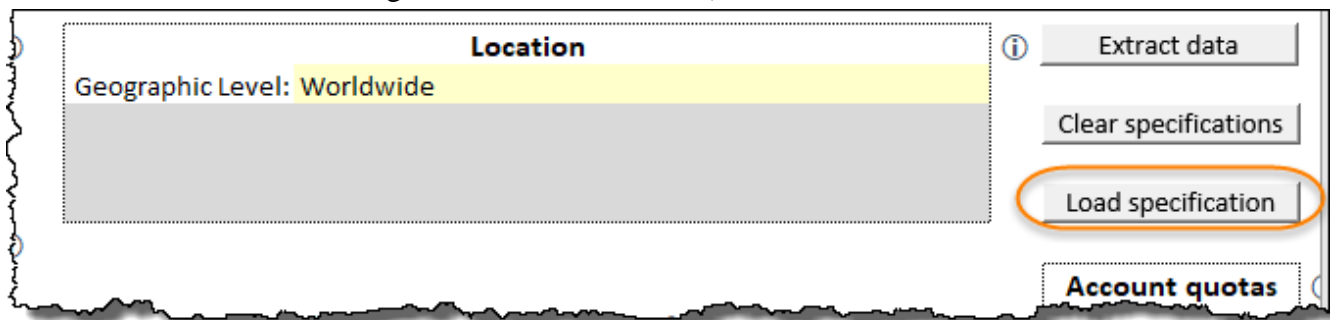 Location
Geographic Level: Worldwide
Extract data
Clear specifications
Load specification
Account quotas